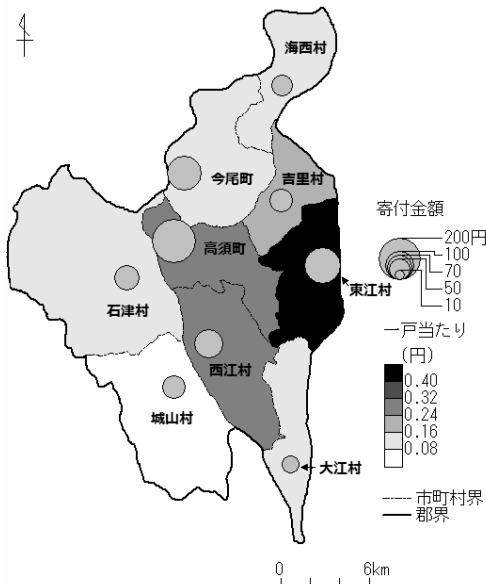 海西村
今尾町
吉里村
高須町
東江村
石津村
西江村
城山村
大江村
寄付金額
200円
100
70
50
10
一戸当たり
(円)
0.40
0.32
0.24
0.16
0.08
市町村界
郡界
0 6km